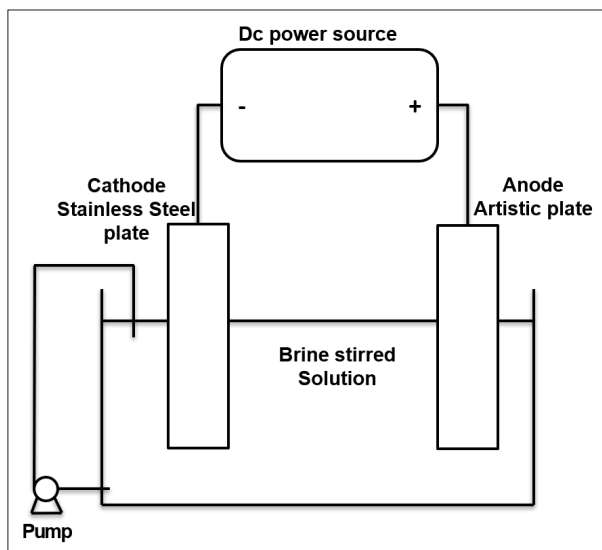 Dc power source
- +
Cathode
Stainless Steel
plate
Anode
Artistic plate
Brine stirred
Solution
Pump